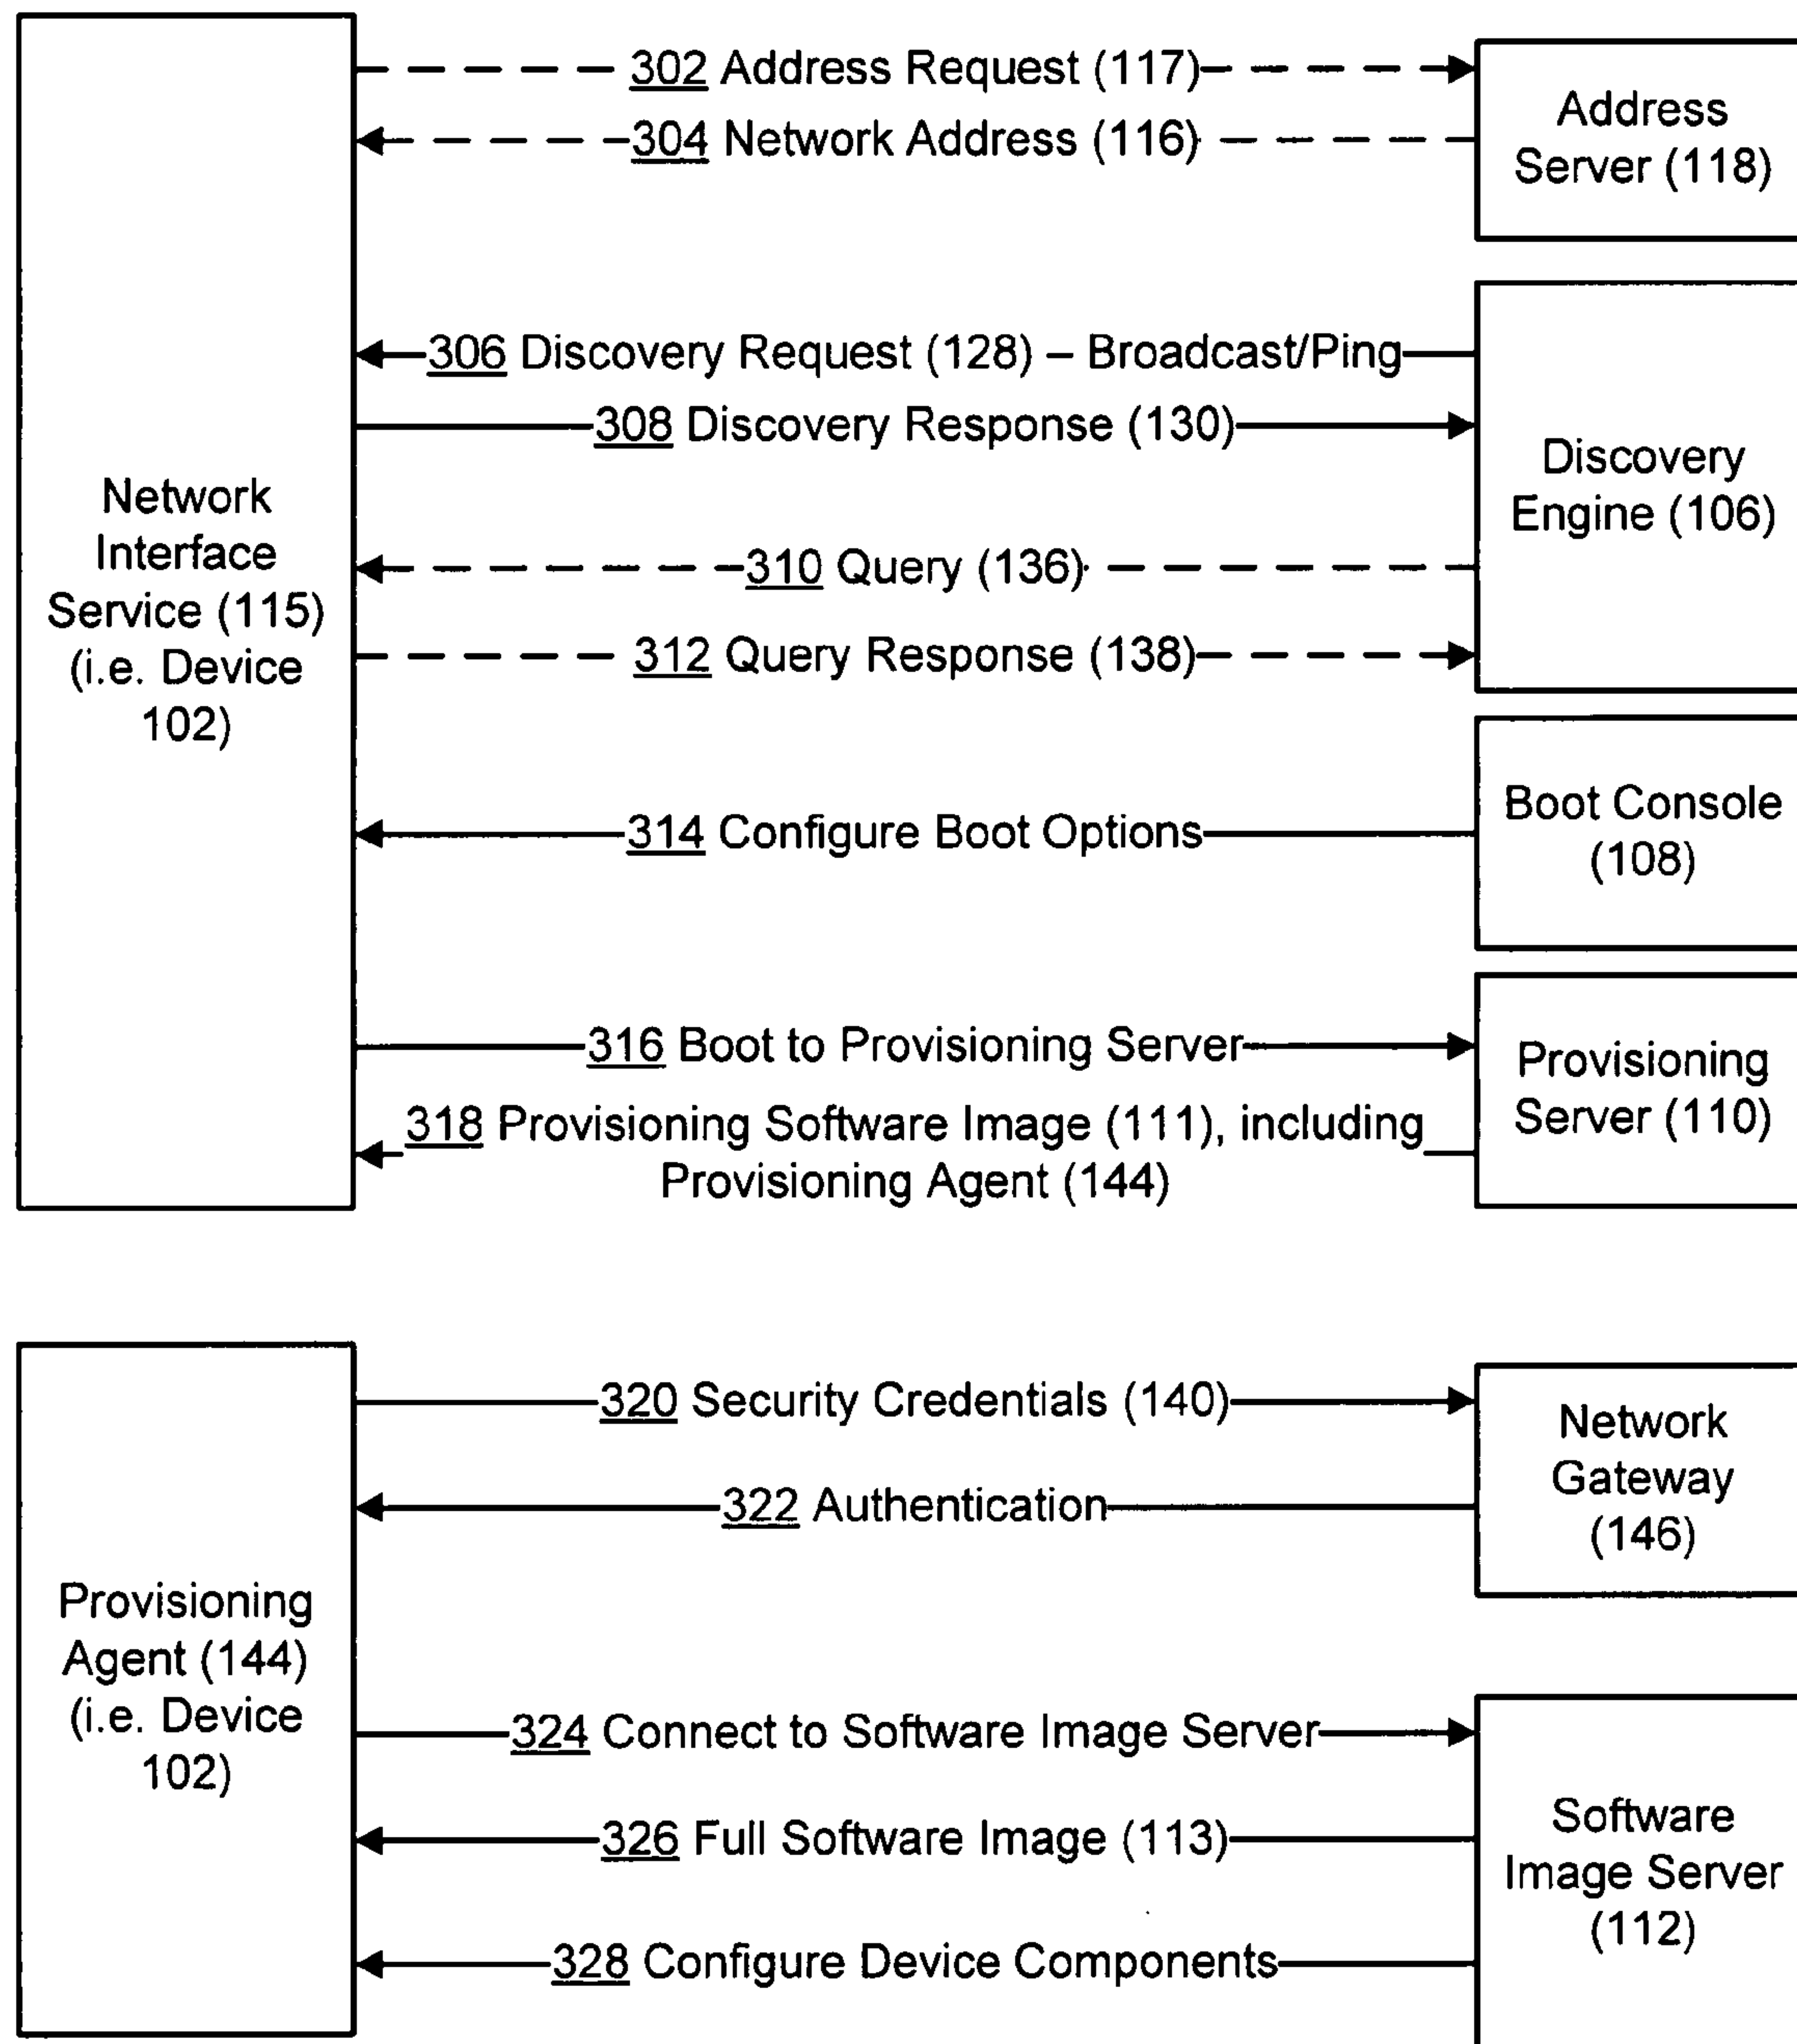 302 Address Request (117)
304 Network Address (116)
Address
Server (118)
306 Discovery Request (128) – Broadcast/Ping
308 Discovery Response (130)
310 Query (136)
312 Query Response (138)
Discovery
Engine (106)
Network
Interface
Service (115)
(i.e. Device
102)
314 Configure Boot Options
Boot Console
(108)
316 Boot to Provisioning Server
318 Provisioning Software Image (111), including
Provisioning Agent (144)
Provisioning
Server (110)
320 Security Credentials (140)
322 Authentication
Network
Gateway
(146)
Provisioning
Agent (144)
(i.e. Device
102)
324 Connect to Software Image Server
326 Full Software Image (113)
328 Configure Device Components
Software
Image Server
(112)